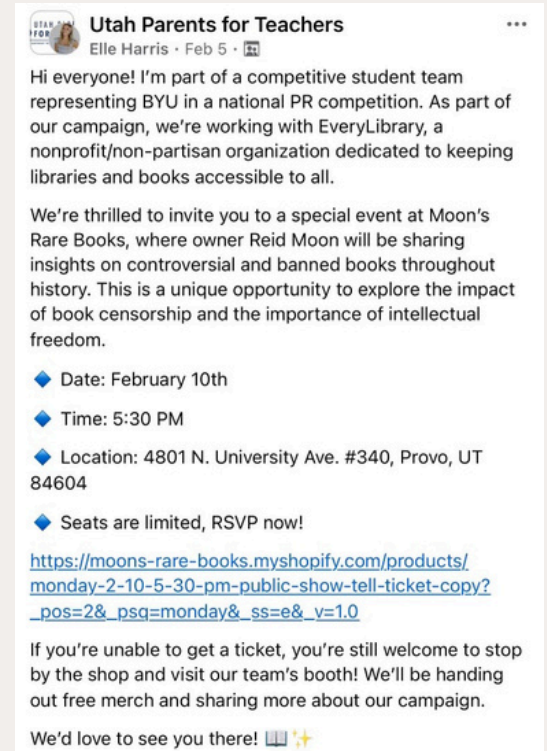 Utah Parents for Teachers
Elle Harris · Feb 5 ·
Hi everyone! I'm part of a competitive student team
representing BYU in a national PR competition. As part of
our campaign, we're working with EveryLibrary, a
nonprofit/non-partisan organization dedicated to keeping
libraries and books accessible to all.
We're thrilled to invite you to a special event at Moon's
Rare Books, where owner Reid Moon will be sharing
insights on controversial and banned books throughout
history. This is a unique opportunity to explore the impact
of book censorship and the importance of intellectual
freedom.
🔷 Date: February 10th
🔷 Time: 5:30 PM
🔷 Location: 4801 N. University Ave. #340, Provo, UT
84604
🔷 Seats are limited, RSVP now!
https://moons-rare-books.myshopify.com/products/
monday-2-10-5-30-pm-public-show-tell-ticket-copy?
_pos=2&_psq=monday&_ss=e&_v=1.0
If you're unable to get a ticket, you're still welcome to stop
by the shop and visit our team's booth! We'll be handing
out free merch and sharing more about our campaign.
We'd love to see you there! 📖✨